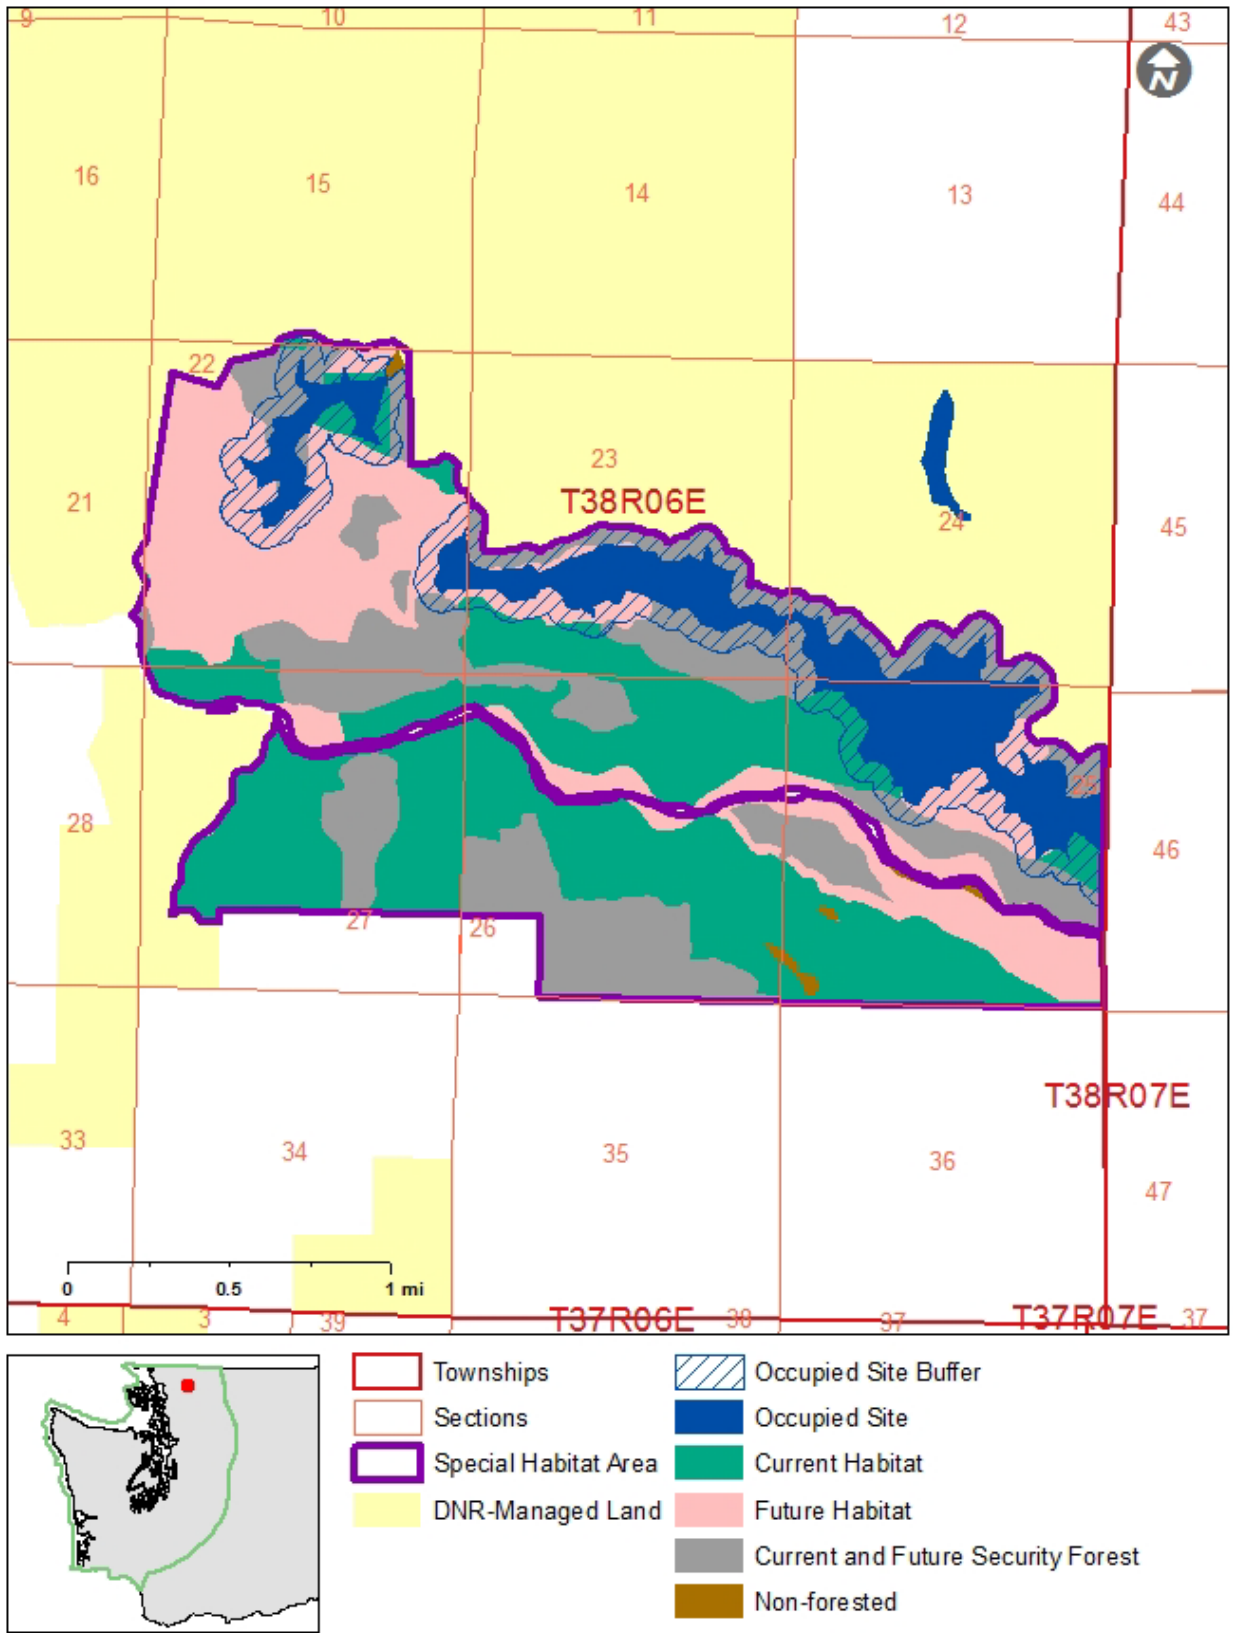 9 10 11 12 43
N
16 15 14 13 44
22
23
T38R06E
21 24 45
28 25 46
27 26
T38R07E
33 34 35 36
47
0 0.5 1 mi
4 3 39 T37R06E 38 37 T37R07E 37
Townships
Sections
Special Habitat Area
DNR-Managed Land
Occupied Site Buffer
Occupied Site
Current Habitat
Future Habitat
Current and Future Security Forest
Non-forested